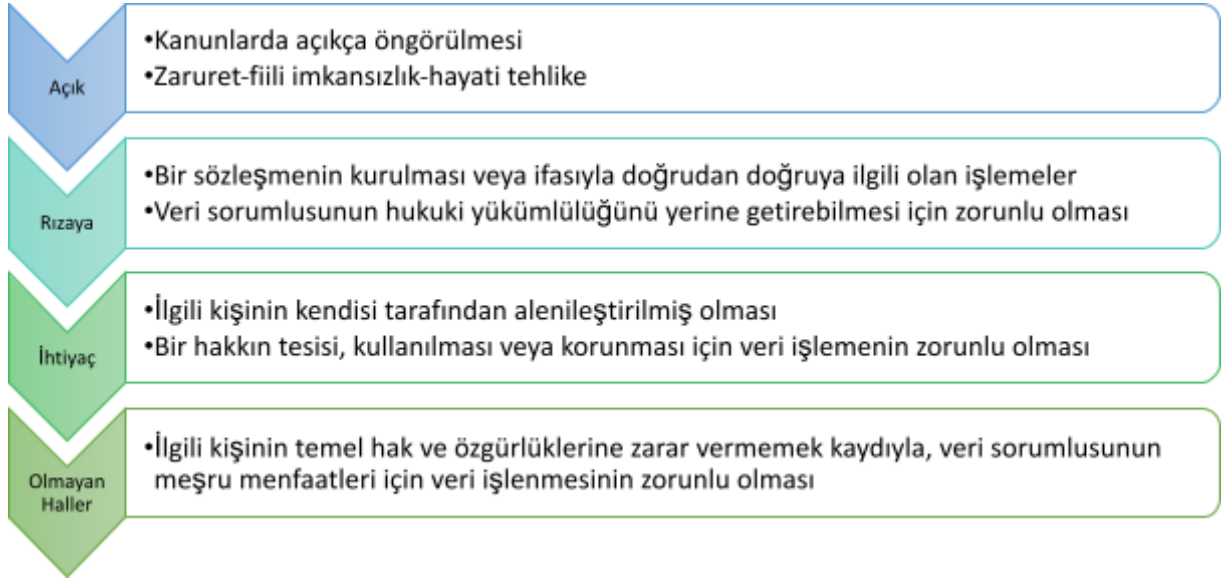 Açık
•Kanunlarda açıkça öngörülmesi
•Zaruret-fiili imkansızlık-hayati tehlike
Rızaya
•Bir sözleşmenin kurulması veya ifasıyla doğrudan doğruya ilgili olan işlemeler
•Veri sorumlusunun hukuki yükümlülüğünü yerine getirebilmesi için zorunlu olması
İhtiyaç
•İlgili kişinin kendisi tarafından alenileştirilmiş olması
•Bir hakkın tesisi, kullanılması veya korunması için veri işlemenin zorunlu olması
Olmayan
Haller
•İlgili kişinin temel hak ve özgürlüklerine zarar vermemek kaydıyla, veri sorumlusunun
meşru menfaatleri için veri işlenmesinin zorunlu olması